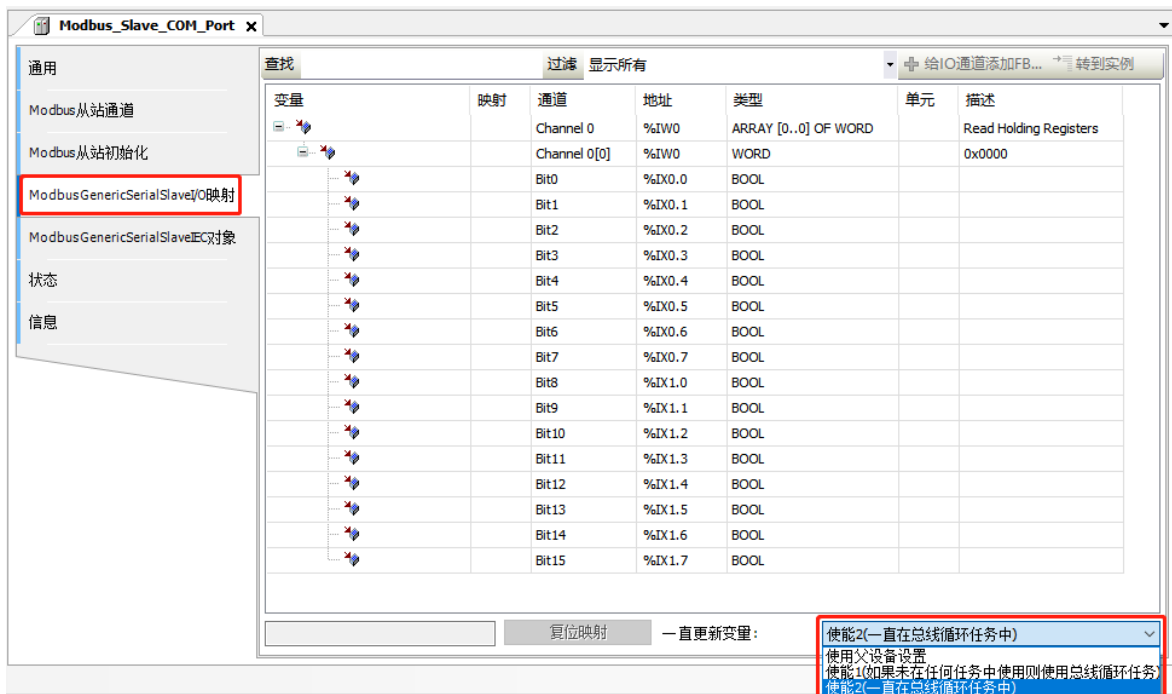 Modbus_Slave_COM_Port X
通用
Modbus从站通道
Modbus从站初始化
ModbusGenericSerialSlaveI/O映射
ModbusGenericSerialSlaveIEC对象
状态
信息
查找 过滤 显示所有 给IO通道添加FB... 转到实例
变量 映射 通道 地址 类型 单元 描述
Channel 0 %IW0 ARRAY [0..0] OF WORD Read Holding Registers
Channel 0[0] %IW0 WORD 0x0000
Bit0 %IX0.0 BOOL
Bit1 %IX0.1 BOOL
Bit2 %IX0.2 BOOL
Bit3 %IX0.3 BOOL
Bit4 %IX0.4 BOOL
Bit5 %IX0.5 BOOL
Bit6 %IX0.6 BOOL
Bit7 %IX0.7 BOOL
Bit8 %IX1.0 BOOL
Bit9 %IX1.1 BOOL
Bit10 %IX1.2 BOOL
Bit11 %IX1.3 BOOL
Bit12 %IX1.4 BOOL
Bit13 %IX1.5 BOOL
Bit14 %IX1.6 BOOL
Bit15 %IX1.7 BOOL
复位映射 一直更新变量: 使能2(一直在总线循环任务中)
使用父设备设置
使能1(如果未在任何任务中使用则使用总线循环任务)
使能2(一直在总线循环任务中)